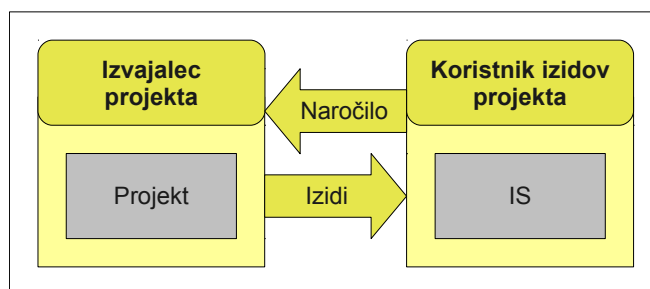 Izvajalec
projekta
Koristnik izidov
projekta
Naročilo
Projekt
Izidi
IS